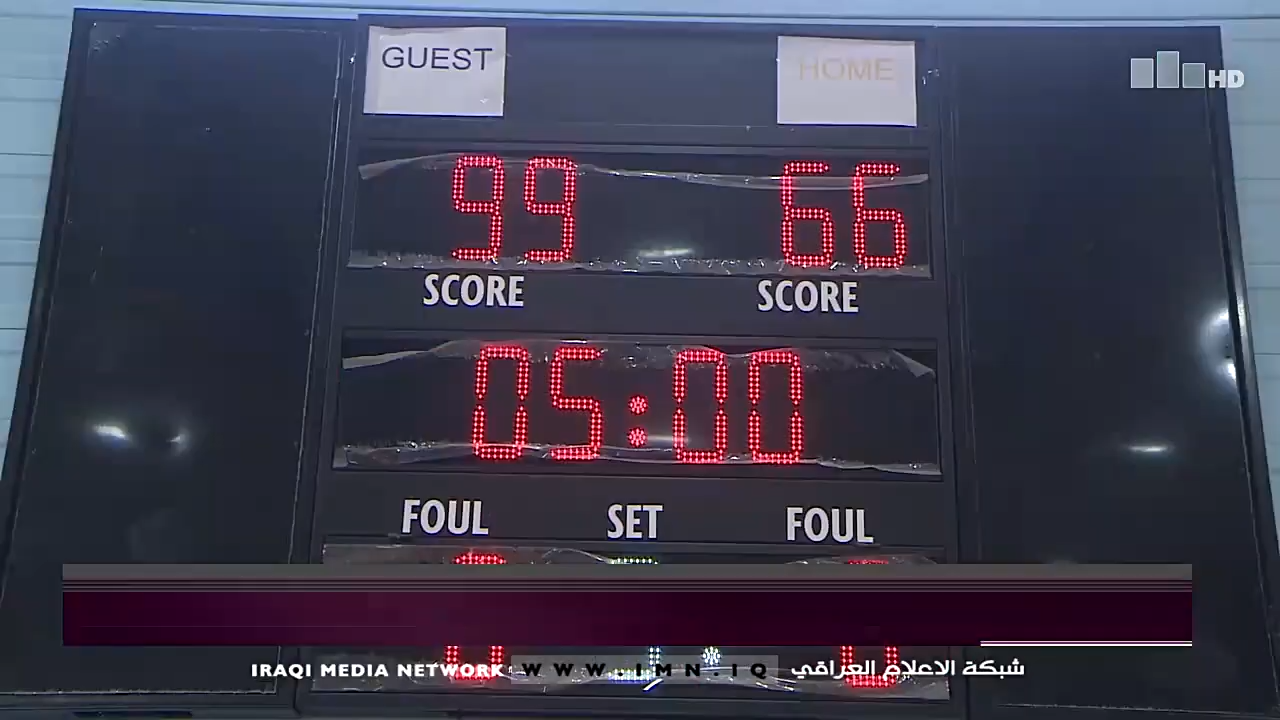 GUEST
HOME
HD
99
66
SCORE
SCORE
05:00
FOUL
SET
FOUL
IRAQI MEDIA NETWORK
WWW.IMN.IQ
شبكة الاعلام العراقي